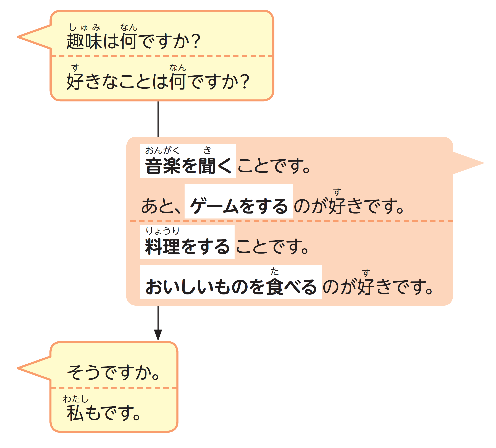 趣味は何ですか？
好きなことは何ですか？
音楽を聞くことです。
あと、ゲームをするのが好きです。
料理をすることです。
おいしいものを食べるのが好きです。
そうですか。
私もです。